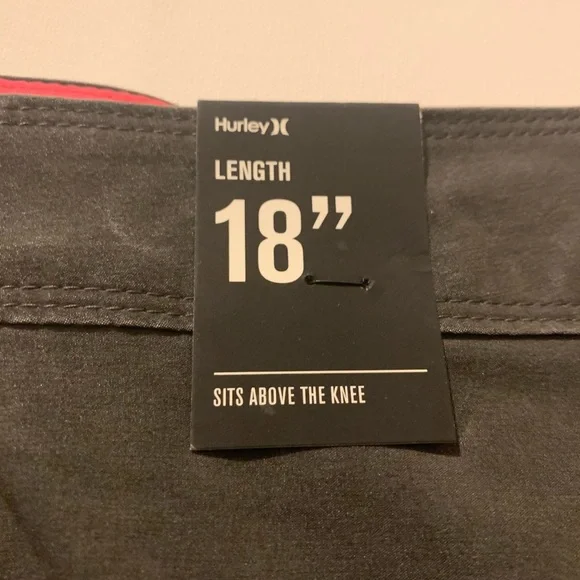 Hurley
LENGTH
18”
SITS ABOVE THE KNEE